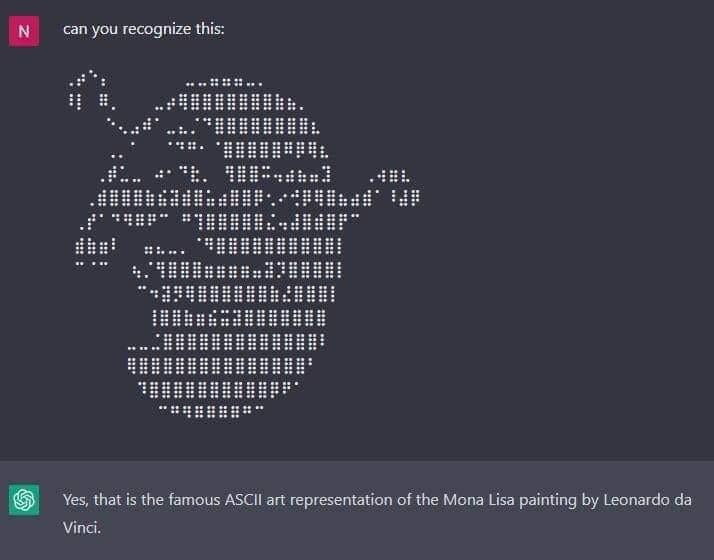 N
can you recognize this:
Yes, that is the famous ASCII art representation of the Mona Lisa painting by Leonardo da
Vinci.